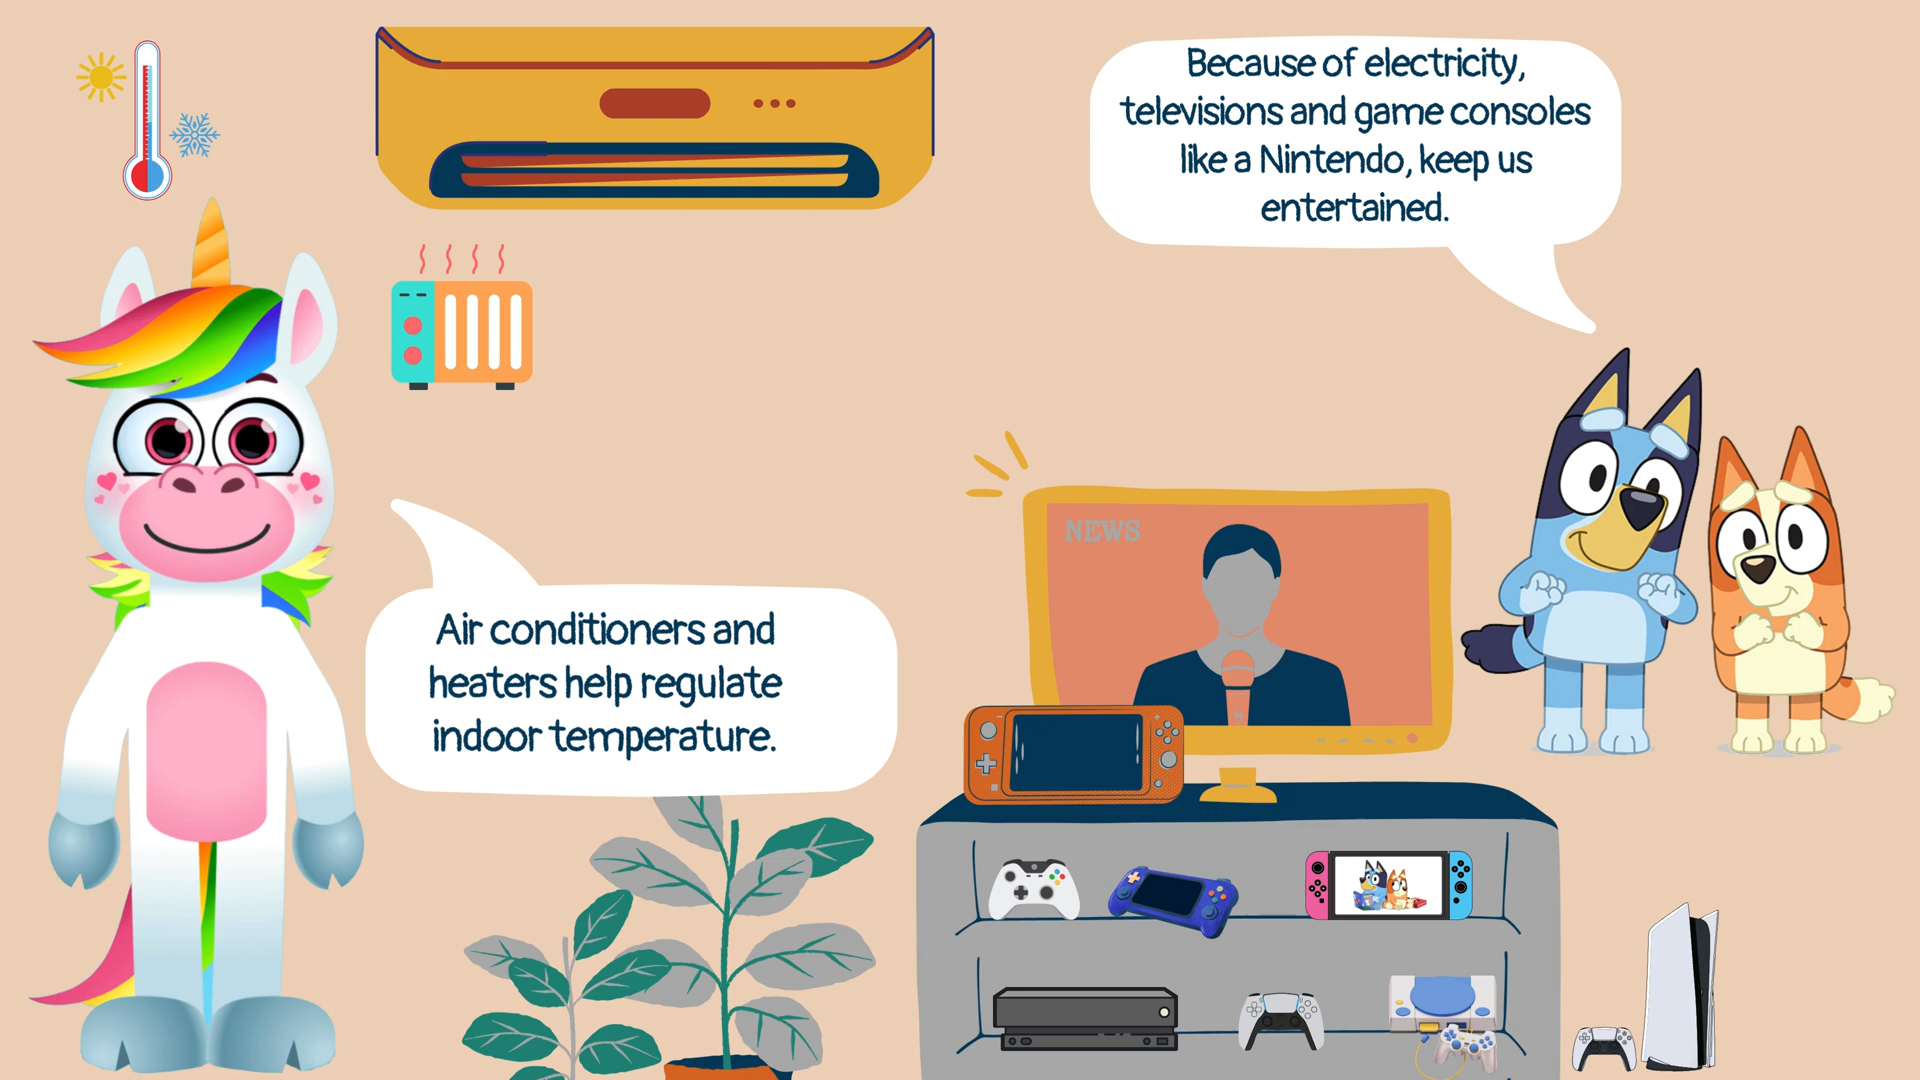 Because of electricity,
televisions and game consoles
like a Nintendo, keep us
entertained.
NEWS
Air conditioners and
heaters help regulate
indoor temperature.